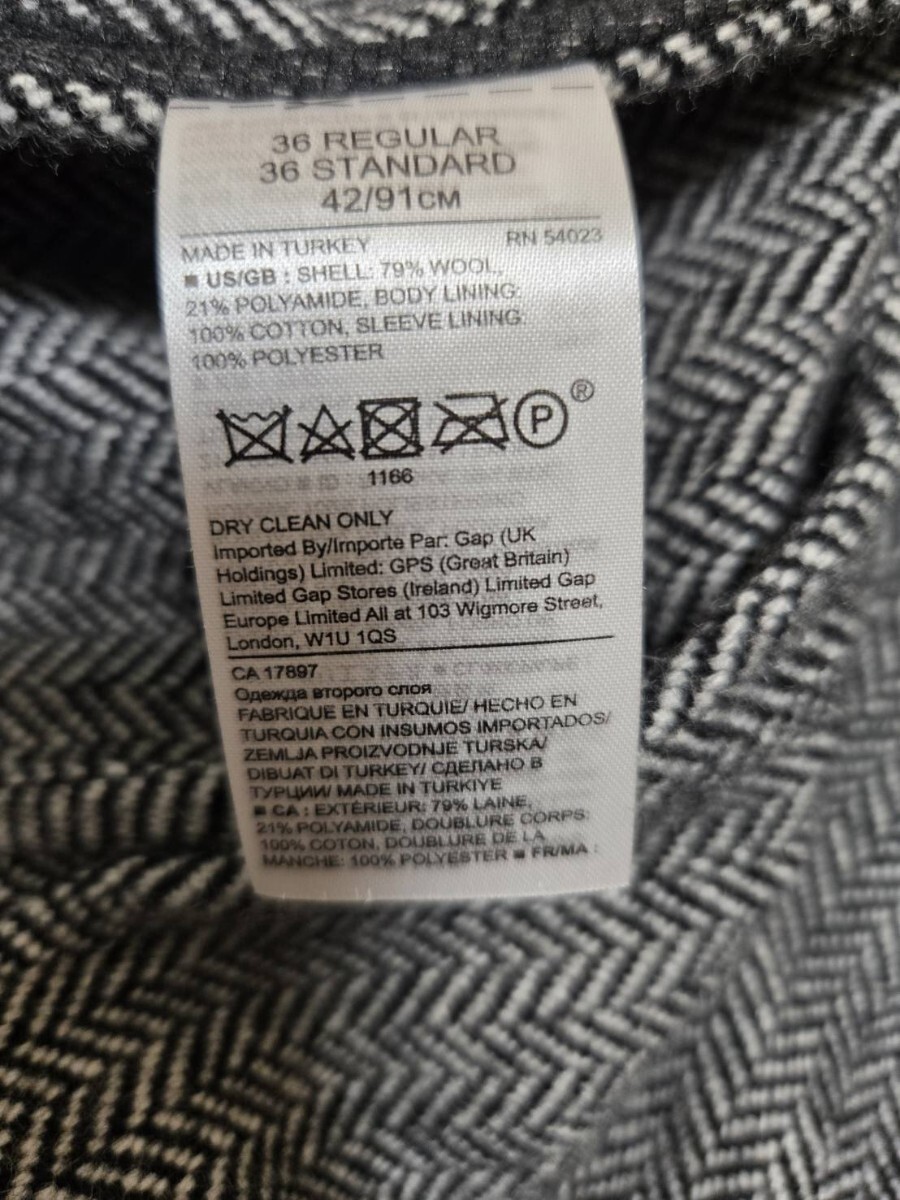 36 REGULAR
36 STANDARD
42/91CM
MADE IN TURKEY RN 54023
■ US/GB : SHELL: 79% WOOL,
21% POLYAMIDE, BODY LINING:
100% COTTON, SLEEVE LINING:
100% POLYESTER
P ®
1166
DRY CLEAN ONLY
Imported By/Importe Par: Gap (UK
Holdings) Limited: GPS (Great Britain)
Limited Gap Stores (Ireland) Limited Gap
Europe Limited All at 103 Wigmore Street,
London, W1U 1QS
CA 17897
Одежда второго слоя
FABRIQUE EN TURQUIE/ HECHO EN
TURQUIA CON INSUMOS IMPORTADOS/
ZEMLJA PROIZVODNJE TURSKA/
DIBUAT DI TURKEY/ СДЕЛАНО В
ТУРЦИИ/ MADE IN TURKIYE
■ CA : EXTÉRIEUR: 79% LAINE,
21% POLYAMIDE, DOUBLURE CORPS:
100% COTON, DOUBLURE DE LA
MANCHE: 100% POLYESTER ■ FR/MA :